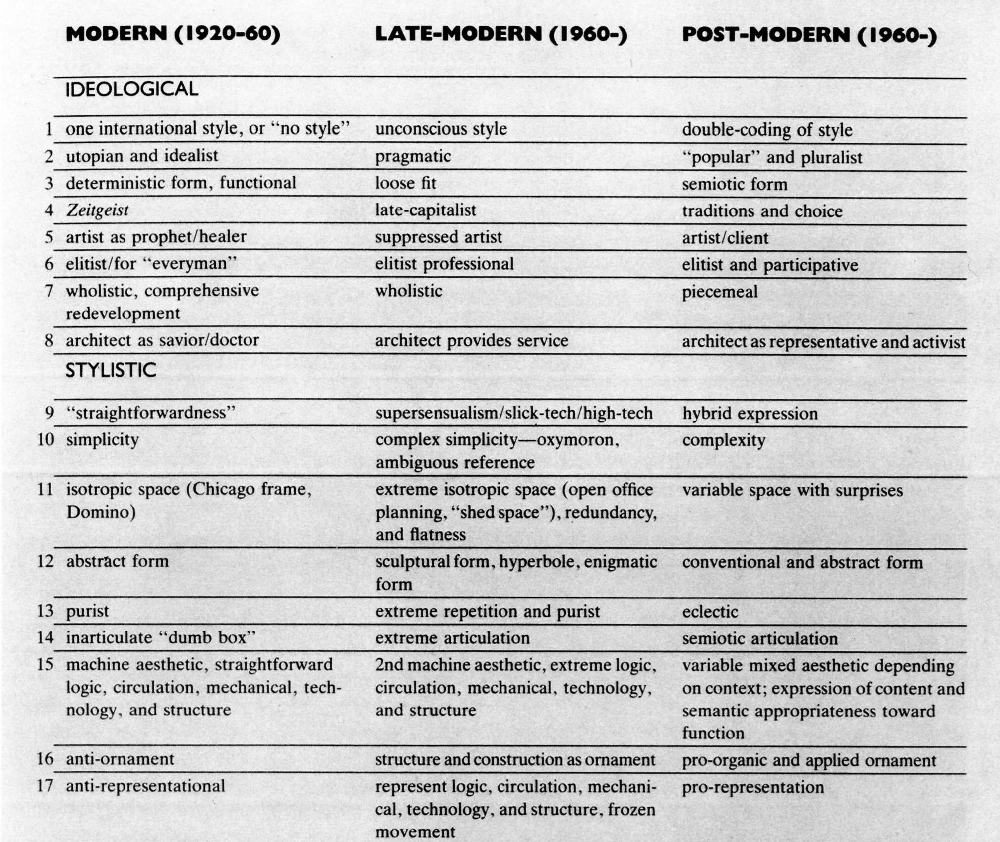 MODERN (1920-60) LATE-MODERN (1960-) POST-MODERN (1960-)
IDEOLOGICAL
1 one international style, or “no style” unconscious style double-coding of style
2 utopian and idealist pragmatic “popular” and pluralist
3 deterministic form, functional loose fit semiotic form
4 Zeitgeist late-capitalist traditions and choice
5 artist as prophet/healer suppressed artist artist/client
6 elitist/for “everyman” elitist professional elitist and participative
7 wholistic, comprehensive wholistic piecemeal
redevelopment
8 architect as savior/doctor architect provides service architect as representative and activist
STYLISTIC
9 “straightforwardness” supersensualism/slick-tech/high-tech hybrid expression
10 simplicity complex simplicity—oxymoron, complexity
ambiguous reference
11 isotropic space (Chicago frame, extreme isotropic space (open office variable space with surprises
Domino) planning, “shed space”), redundancy,
and flatness
12 abstract form sculptural form, hyperbole, enigmatic conventional and abstract form
form
13 purist extreme repetition and purist eclectic
14 inarticulate “dumb box” extreme articulation semiotic articulation
15 machine aesthetic, straightforward 2nd machine aesthetic, extreme logic, variable mixed aesthetic depending
logic, circulation, mechanical, tech- circulation, mechanical, technology, on context; expression of content and
nology, and structure and structure semantic appropriateness toward
function
16 anti-ornament structure and construction as ornament pro-organic and applied ornament
17 anti-representational represent logic, circulation, mechani- pro-representation
cal, technology, and structure, frozen
movement